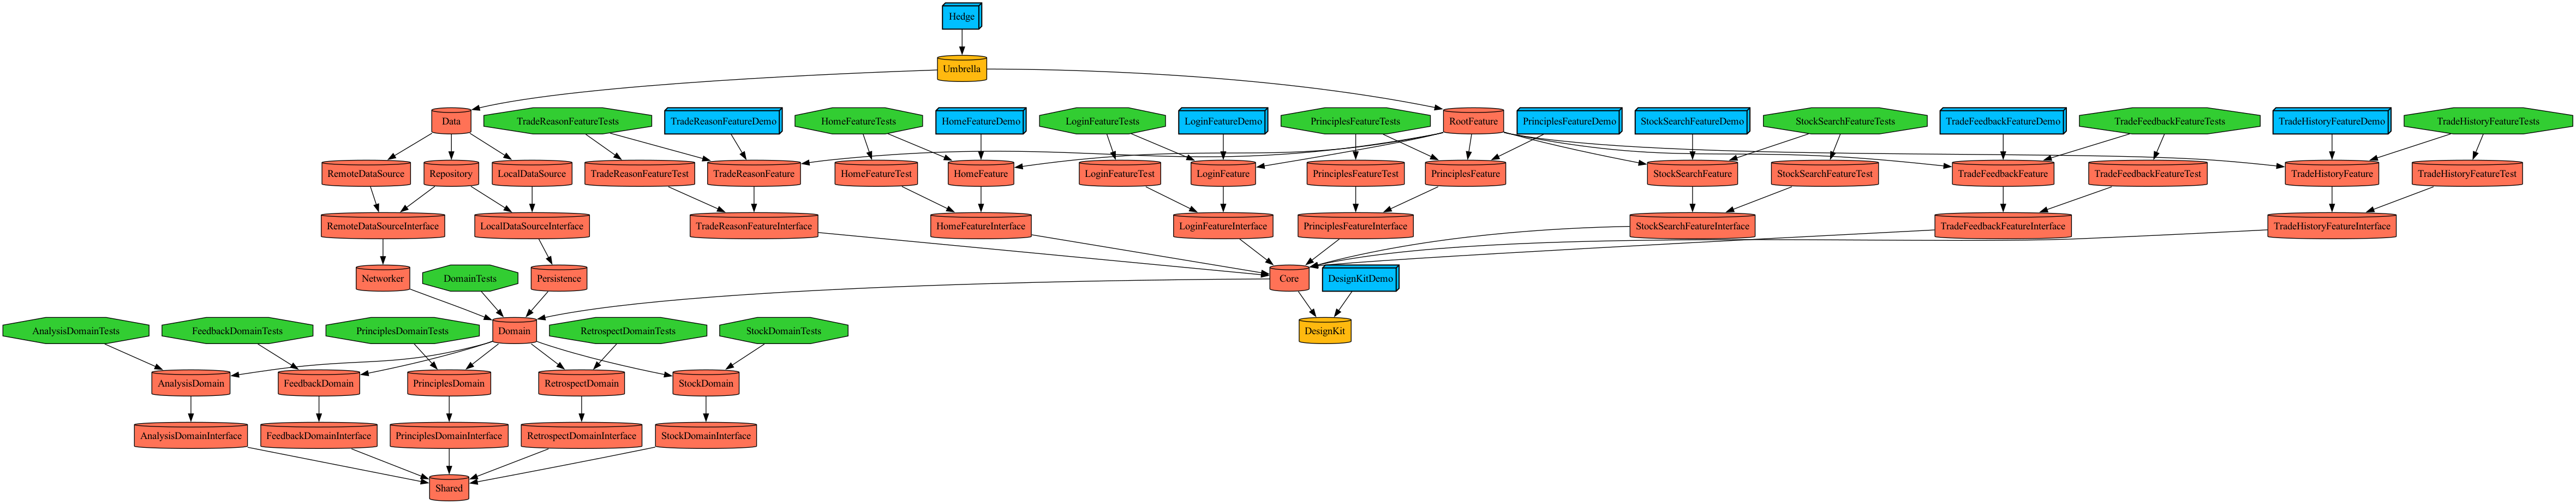 Hedge
Umbrella
Data
TradeReasonFeatureTests
TradeReasonFeatureDemo
HomeFeatureTests
HomeFeatureDemo
LoginFeatureTests
LoginFeatureDemo
PrinciplesFeatureTests
RootFeature
PrinciplesFeatureDemo
StockSearchFeatureDemo
StockSearchFeatureTests
TradeFeedbackFeatureDemo
TradeFeedbackFeatureTests
TradeHistoryFeatureDemo
TradeHistoryFeatureTests
RemoteDataSource
Repository
LocalDataSource
TradeReasonFeatureTest
TradeReasonFeature
HomeFeatureTest
HomeFeature
LoginFeatureTest
LoginFeature
PrinciplesFeatureTest
PrinciplesFeature
StockSearchFeature
StockSearchFeatureTest
TradeFeedbackFeature
TradeFeedbackFeatureTest
TradeHistoryFeature
TradeHistoryFeatureTest
RemoteDataSourceInterface
LocalDataSourceInterface
TradeReasonFeatureInterface
HomeFeatureInterface
LoginFeatureInterface
PrinciplesFeatureInterface
StockSearchFeatureInterface
TradeFeedbackFeatureInterface
TradeHistoryFeatureInterface
Networker
DomainTests
Persistence
Core
DesignKitDemo
AnalysisDomainTests
FeedbackDomainTests
PrinciplesDomainTests
Domain
RetrospectDomainTests
StockDomainTests
DesignKit
AnalysisDomain
FeedbackDomain
PrinciplesDomain
RetrospectDomain
StockDomain
AnalysisDomainInterface
FeedbackDomainInterface
PrinciplesDomainInterface
RetrospectDomainInterface
StockDomainInterface
Shared